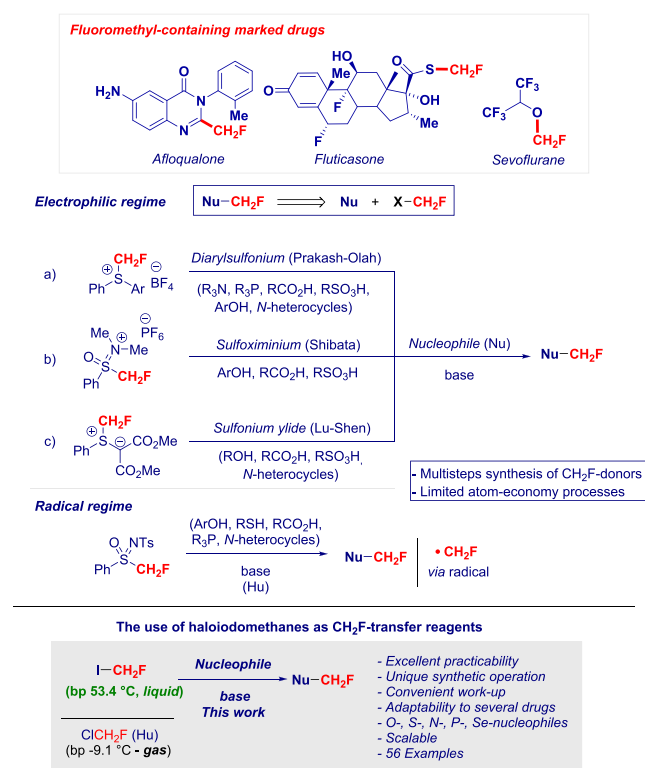 Fluoromethyl-containing marked drugs
O
H₂N
N
Me
N
CH₂F
Afloqualone
HO
Me
O
S
CH₂F
OH
O
F
Me
F
Fluticasone
CF₃
F₃C
O
CH₂F
Sevoflurane
Electrophilic regime
Nu–CH₂F ⟹ Nu + X–CH₂F
a)
CH₂F
⊕ ⊖
Ph S Ar BF₄
Diarylsulfonium (Prakash-Olah)
(R₃N, R₃P, RCO₂H, RSO₃H,
ArOH, N-heterocycles)
b)
⊖
PF₆
Me ⊕
N
O Me
S
Ph CH₂F
Sulfoximinium (Shibata)
ArOH, RCO₂H, RSO₃H
Nucleophile (Nu)
base
Nu–CH₂F
c)
CH₂F
⊕
Ph S ⊖ CO₂Me
CO₂Me
Sulfonium ylide (Lu-Shen)
(ROH, RCO₂H, RSO₃H,
N-heterocycles)
- Multisteps synthesis of CH₂F-donors
- Limited atom-economy processes
Radical regime
O NTs
S
Ph CH₂F
(ArOH, RSH, RCO₂H,
R₃P, N-heterocycles)
base
(Hu)
Nu–CH₂F
• CH₂F
via radical
The use of haloiodomethanes as CH₂F-transfer reagents
I–CH₂F
(bp 53.4 °C, liquid)
ClCH₂F (Hu)
(bp -9.1 °C - gas)
Nucleophile
base
This work
Nu–CH₂F
- Excellent practicability
- Unique synthetic operation
- Convenient work-up
- Adaptability to several drugs
- O-, S-, N-, P-, Se-nucleophiles
- Scalable
- 56 Examples